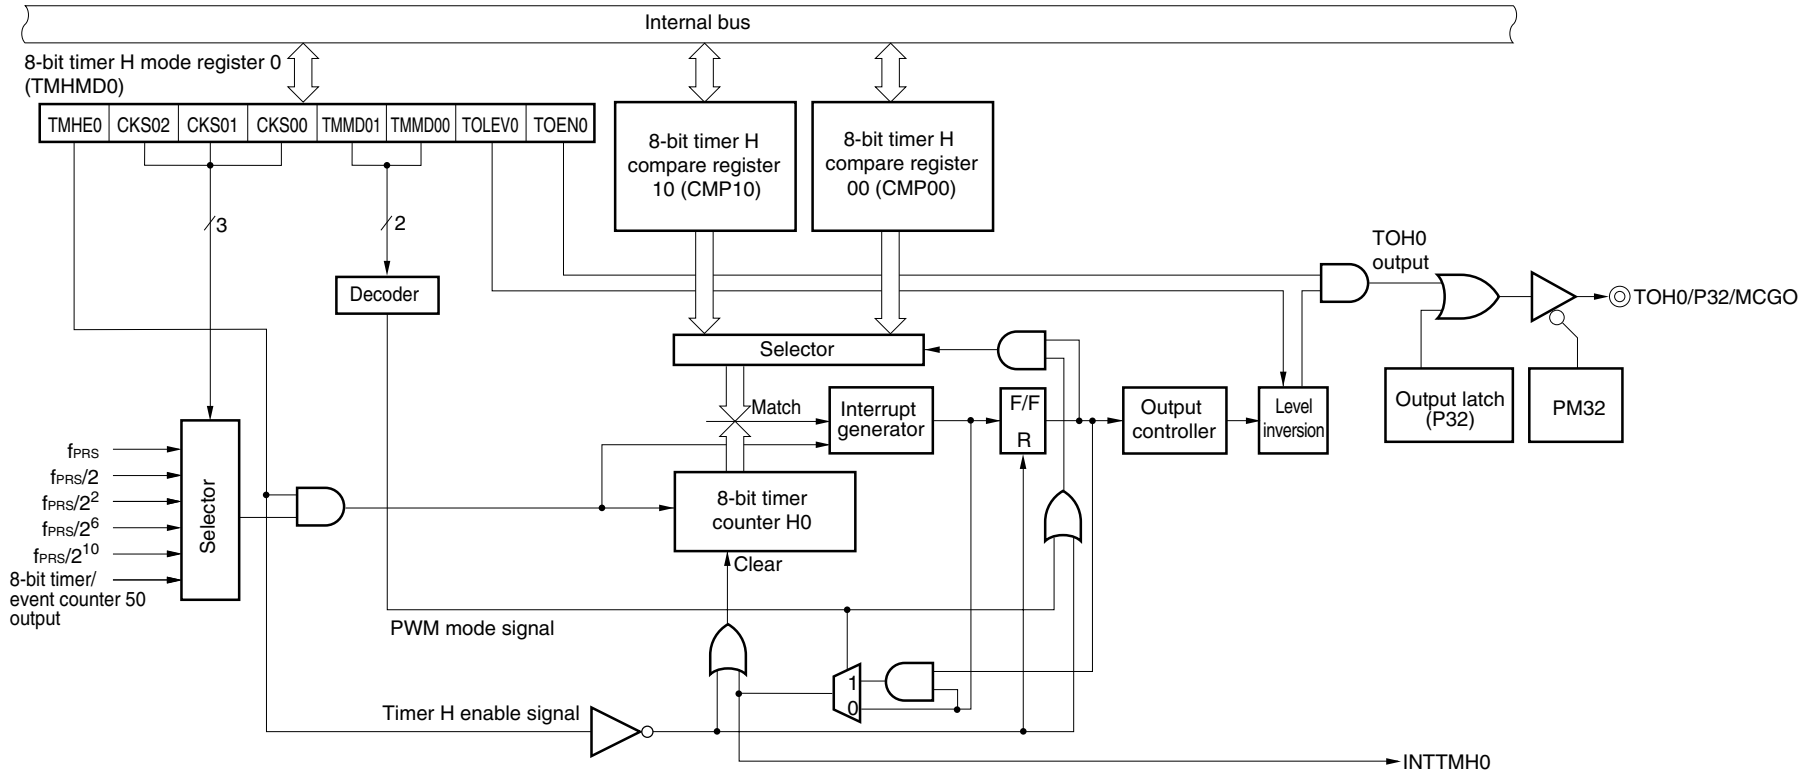 Internal bus
8-bit timer H mode register 0
(TMHMD0)
TMHE0 CKS02 CKS01 CKS00 TMMD01 TMMD00 TOLEV0 TOEN0
8-bit timer H
compare register
10 (CMP10)
8-bit timer H
compare register
00 (CMP00)
3
2
Decoder
TOH0
output
TOH0/P32/MCGO
Selector
Match
Interrupt
generator
F/F
R
Output
controller
Level
inversion
Output latch
(P32)
PM32
fPRS
fPRS/2
fPRS/2²
fPRS/2⁶
fPRS/2¹⁰
8-bit timer/
event counter 50
output
Selector
8-bit timer
counter H0
Clear
PWM mode signal
1
0
Timer H enable signal
INTTMH0